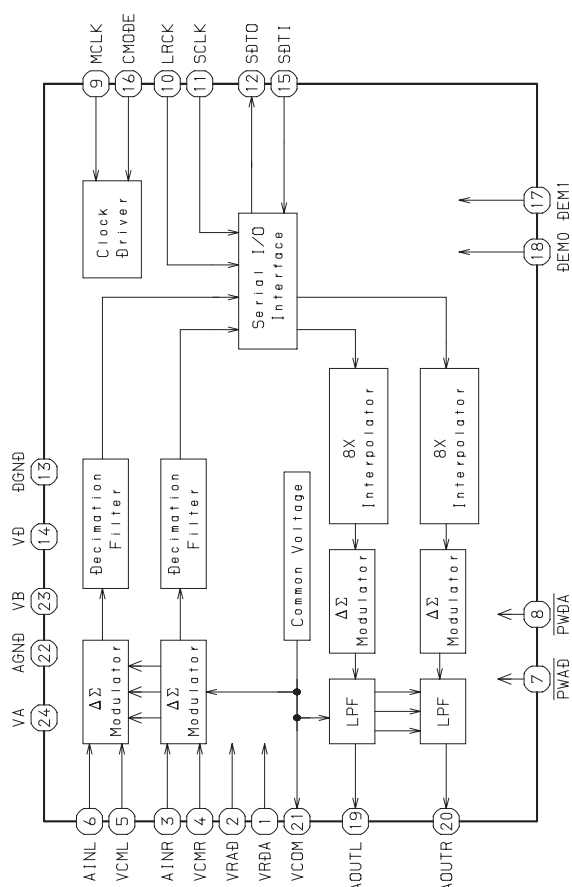 VA
24
AGND
22
VB
23
VD
14
DGND
13
AINL
6
ΔΣ
Modulator
Decimation
Filter
Clock
Driver
9
MCLK
VCML
5
16
CMODE
AINR
3
ΔΣ
Modulator
Decimation
Filter
10
LRCK
VCMR
4
11
SCLK
VRAD
2
Serial I/O
Interface
12
SDTO
VRDA
1
15
SDTI
VCOM
21
Common Voltage
AOUTL
19
LPF
ΔΣ
Modulator
8X
Interpolator
AOUTR
20
LPF
ΔΣ
Modulator
8X
Interpolator
7
P̅W̅A̅D̅
8
P̅W̅D̅A̅
18
DEM0
17
DEM1